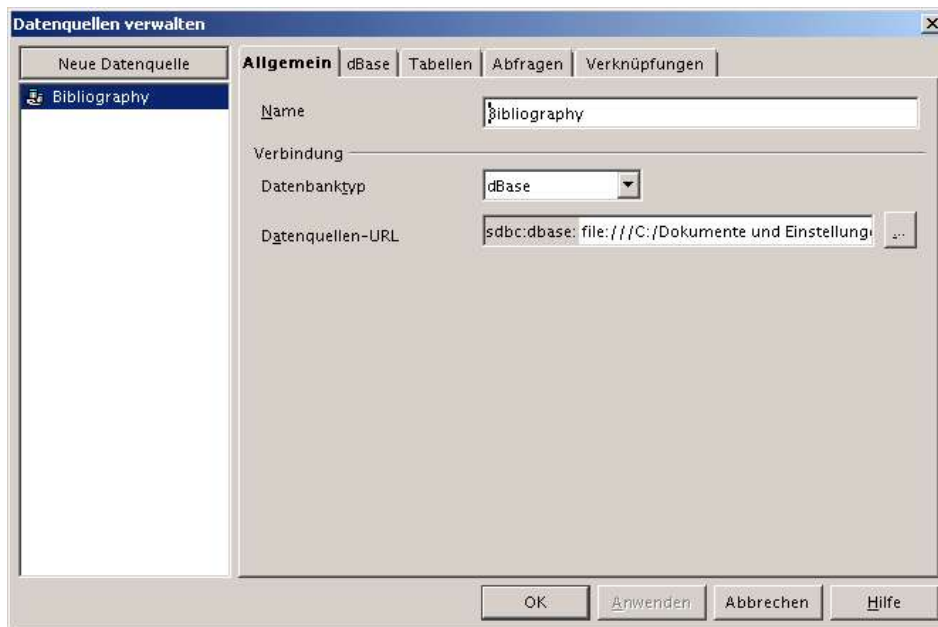 Datenquellen verwalten
Neue Datenquelle
Bibliography
Allgemein dBase Tabellen Abfragen Verknüpfungen
Name Bibliography
Verbindung
Datenbanktyp dBase
Datenquellen-URL sdbc:dbase: file:///C:/Dokumente und Einstellung
...
OK Anwenden Abbrechen Hilfe